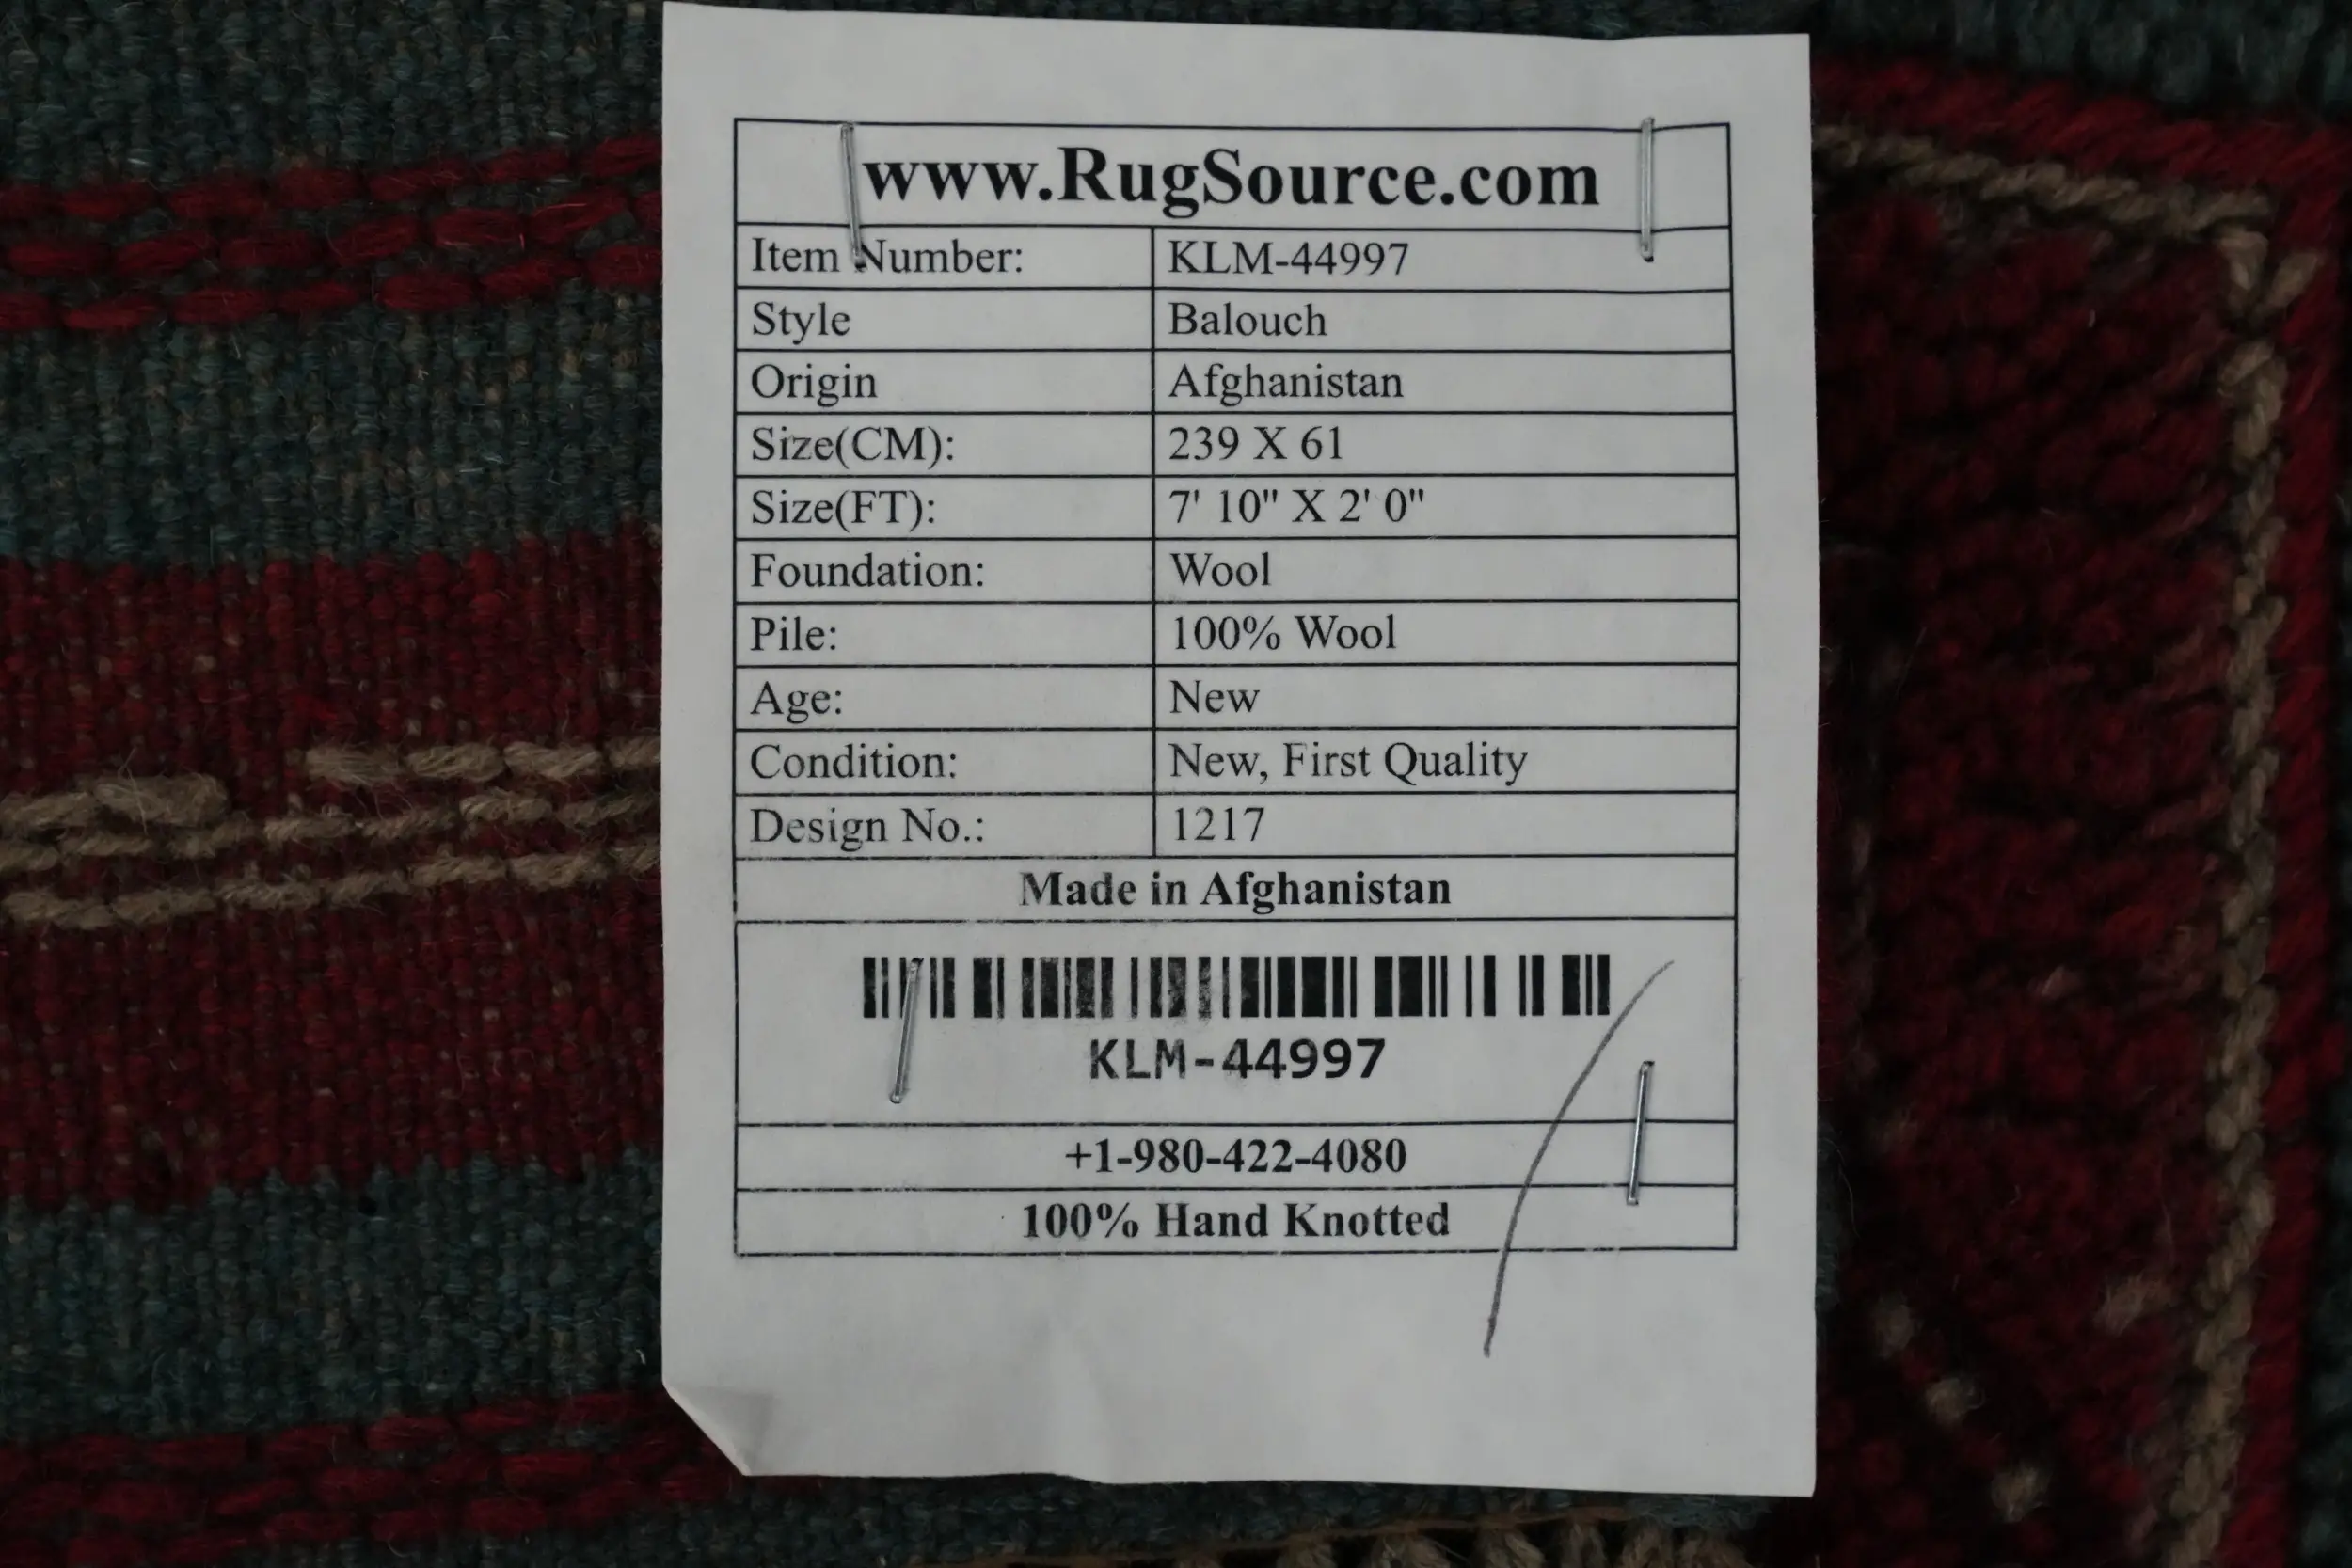 www.RugSource.com
Item Number: KLM-44997
Style Balouch
Origin Afghanistan
Size(CM): 239 X 61
Size(FT): 7' 10" X 2' 0"
Foundation: Wool
Pile: 100% Wool
Age: New
Condition: New, First Quality
Design No.: 1217
Made in Afghanistan
KLM-44997
+1-980-422-4080
100% Hand Knotted